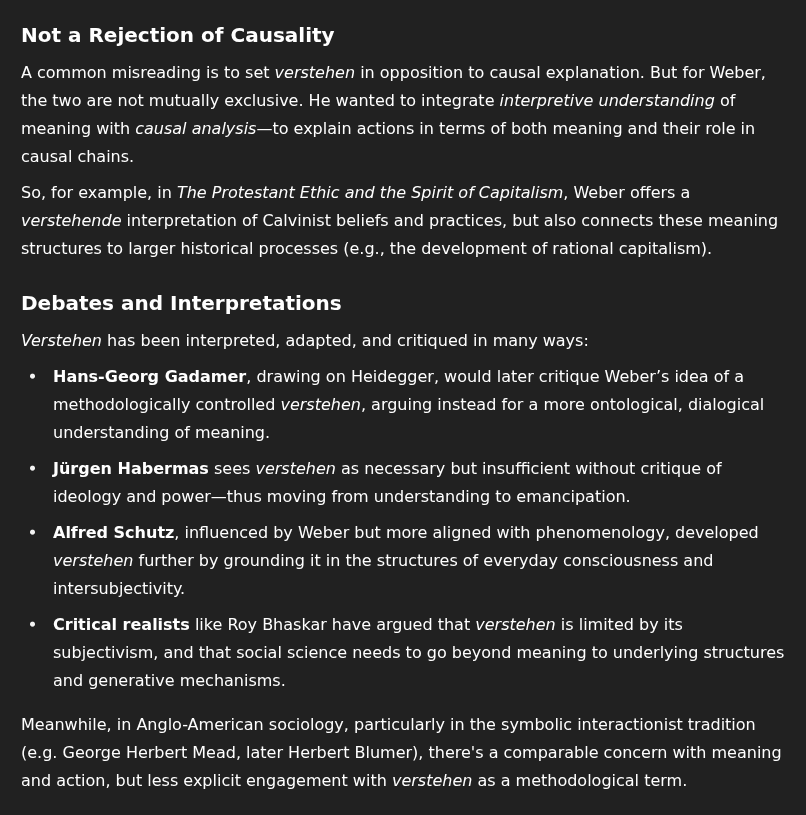 Not a Rejection of Causality
A common misreading is to set verstehen in opposition to causal explanation. But for Weber,
the two are not mutually exclusive. He wanted to integrate interpretive understanding of
meaning with causal analysis—to explain actions in terms of both meaning and their role in
causal chains.
So, for example, in The Protestant Ethic and the Spirit of Capitalism, Weber offers a
verstehende interpretation of Calvinist beliefs and practices, but also connects these meaning
structures to larger historical processes (e.g., the development of rational capitalism).
Debates and Interpretations
Verstehen has been interpreted, adapted, and critiqued in many ways:
• Hans-Georg Gadamer, drawing on Heidegger, would later critique Weber’s idea of a
methodologically controlled verstehen, arguing instead for a more ontological, dialogical
understanding of meaning.
• Jürgen Habermas sees verstehen as necessary but insufficient without critique of
ideology and power—thus moving from understanding to emancipation.
• Alfred Schutz, influenced by Weber but more aligned with phenomenology, developed
verstehen further by grounding it in the structures of everyday consciousness and
intersubjectivity.
• Critical realists like Roy Bhaskar have argued that verstehen is limited by its
subjectivism, and that social science needs to go beyond meaning to underlying structures
and generative mechanisms.
Meanwhile, in Anglo-American sociology, particularly in the symbolic interactionist tradition
(e.g. George Herbert Mead, later Herbert Blumer), there's a comparable concern with meaning
and action, but less explicit engagement with verstehen as a methodological term.